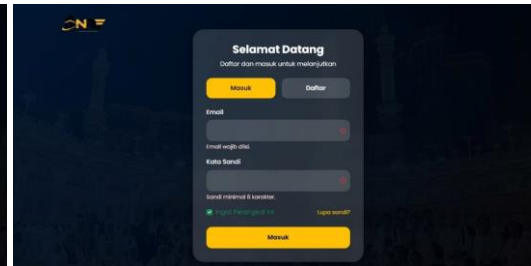 Selamat Datang
Daftar dan masuk untuk melanjutkan
Masuk Daftar
Email
Email wajib diisi.
Kata Sandi
Sandi minimal 6 karakter.
Ingat Perangkat Ini Lupa sandi?
Masuk